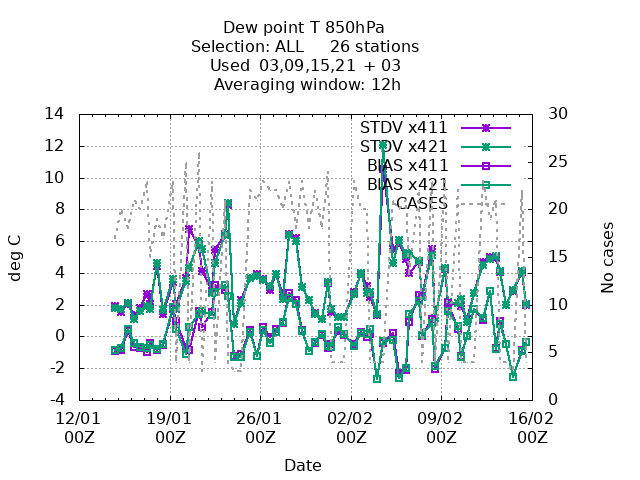 Dew point T 850hPa
Selection: ALL 26 stations
Used 03,09,15,21 + 03
Averaging window: 12h
14
12
10
8
6
4
2
0
-2
-4
deg C
30
25
20
15
10
5
0
No cases
STDV x411
STDV x421
BIAS x411
BIAS x421
CASES
12/01 19/01 26/01 02/02 09/02 16/02
00Z 00Z 00Z 00Z 00Z 00Z
Date